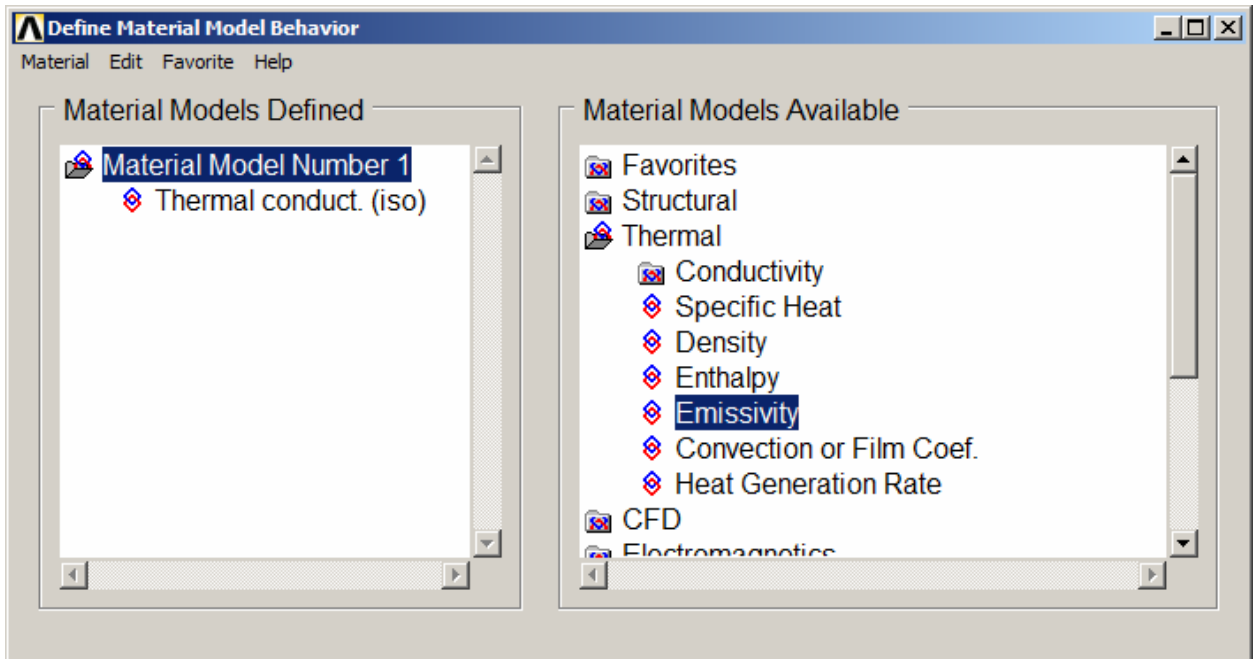 Define Material Model Behavior
Material Edit Favorite Help
Material Models Defined
Material Model Number 1
Thermal conduct. (iso)
Material Models Available
Favorites
Structural
Thermal
Conductivity
Specific Heat
Density
Enthalpy
Emissivity
Convection or Film Coef.
Heat Generation Rate
CFD
Electromagnetics